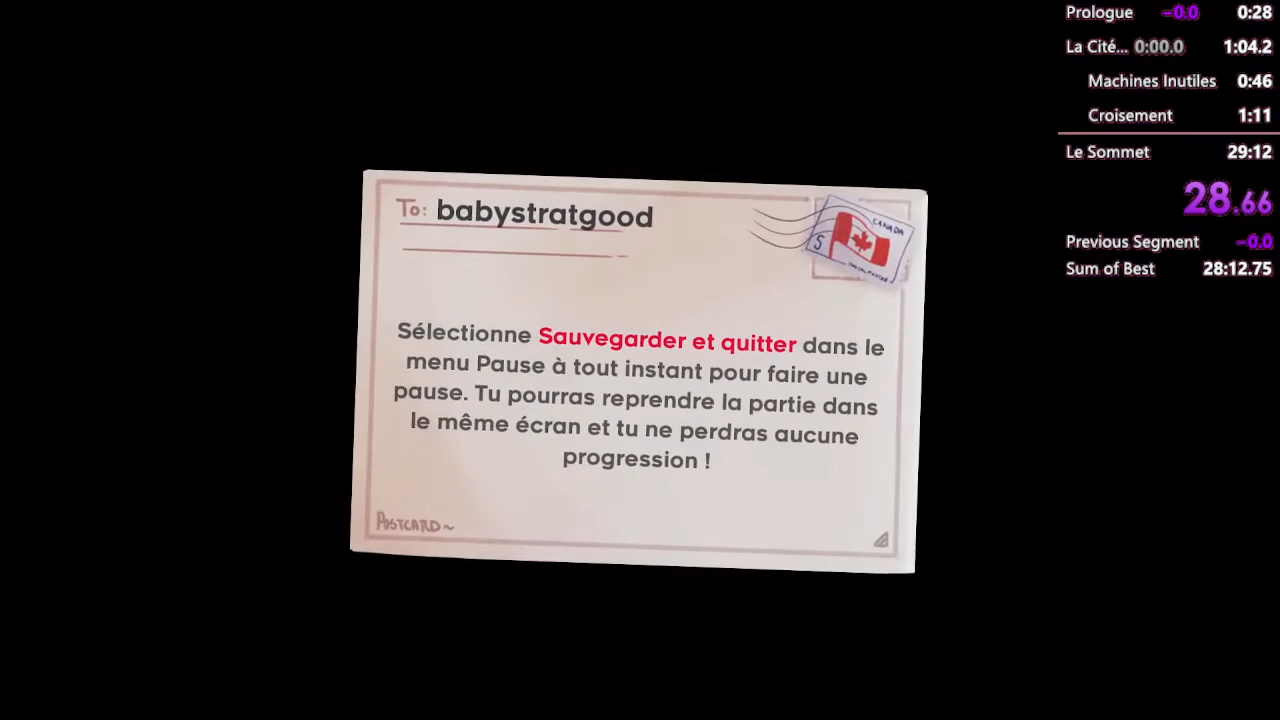 To: babystratgood
CANADA
5
Sélectionne Sauvegarder et quitter dans le
menu Pause à tout instant pour faire une
pause. Tu pourras reprendre la partie dans
le même écran et tu ne perdras aucune
progression !
POSTCARD~
Prologue -0.0 0:28
La Cité... 0:00.0 1:04.2
Machines Inutiles 0:46
Croisement 1:11
Le Sommet 29:12
28.66
Previous Segment -0.0
Sum of Best 28:12.75